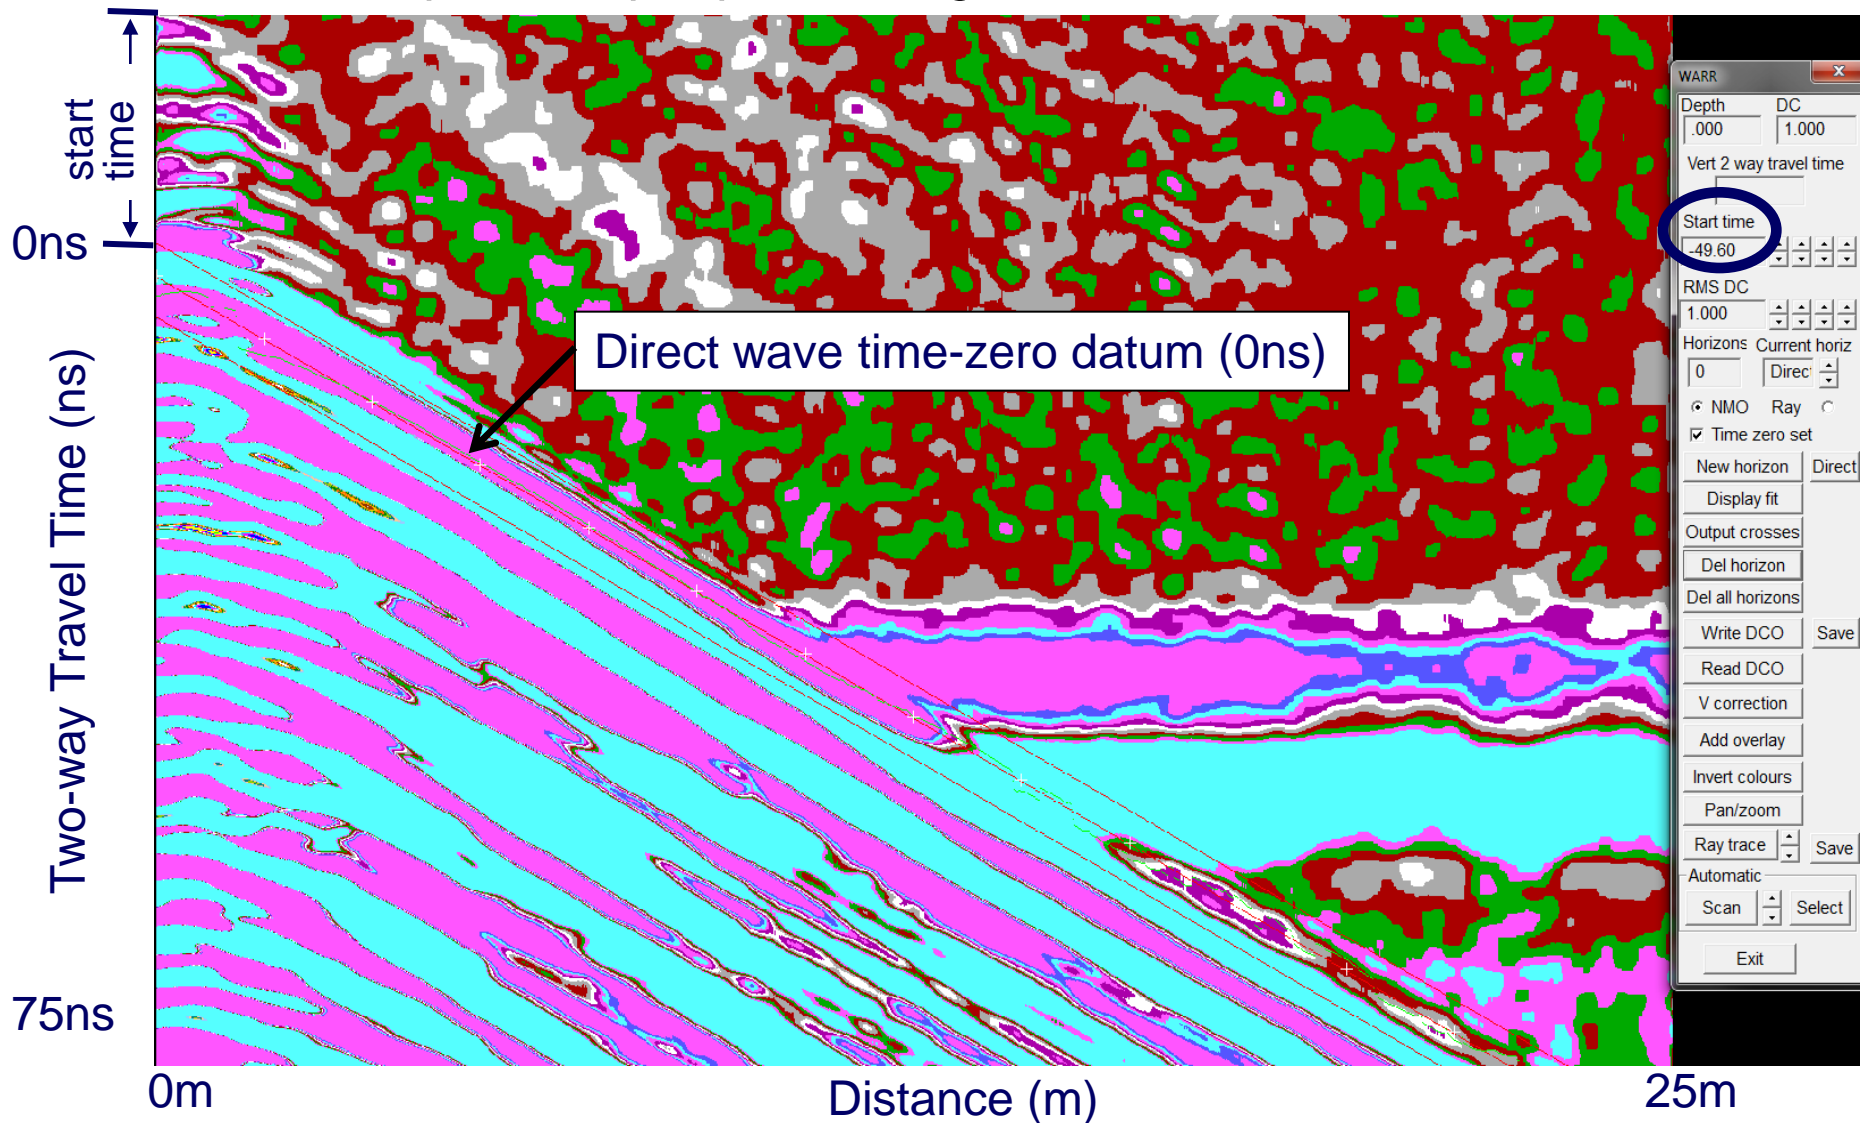 start
time
0ns
Direct wave time-zero datum (0ns)
Two-way Travel Time (ns)
75ns
0m
Distance (m)
25m
WARR
x
Depth DC
.000 1.000
Vert 2 way travel time
Start time
-49.60
RMS DC
1.000
Horizons Current horiz
0 Direc
NMO Ray
Time zero set
New horizon Direct
Display fit
Output crosses
Del horizon
Del all horizons
Write DCO Save
Read DCO
V correction
Add overlay
Invert colours
Pan/zoom
Ray trace Save
Automatic
Scan Select
Exit